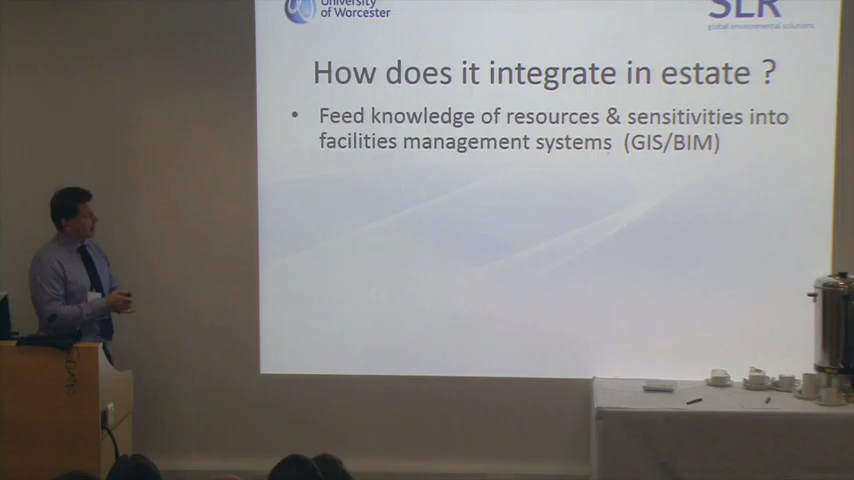 University
of Worcester
SLR
global environmental solutions
How does it integrate in estate ?
• Feed knowledge of resources & sensitivities into
facilities management systems (GIS/BIM)